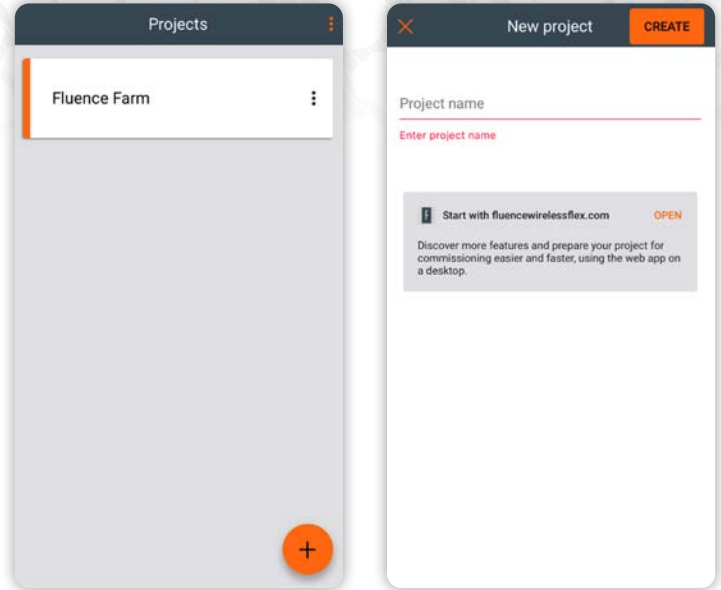 Projects
Fluence Farm
+
New project
CREATE
Project name
Enter project name
F
Start with fluencewirelessflex.com
OPEN
Discover more features and prepare your project for
commissioning easier and faster, using the web app on
a desktop.